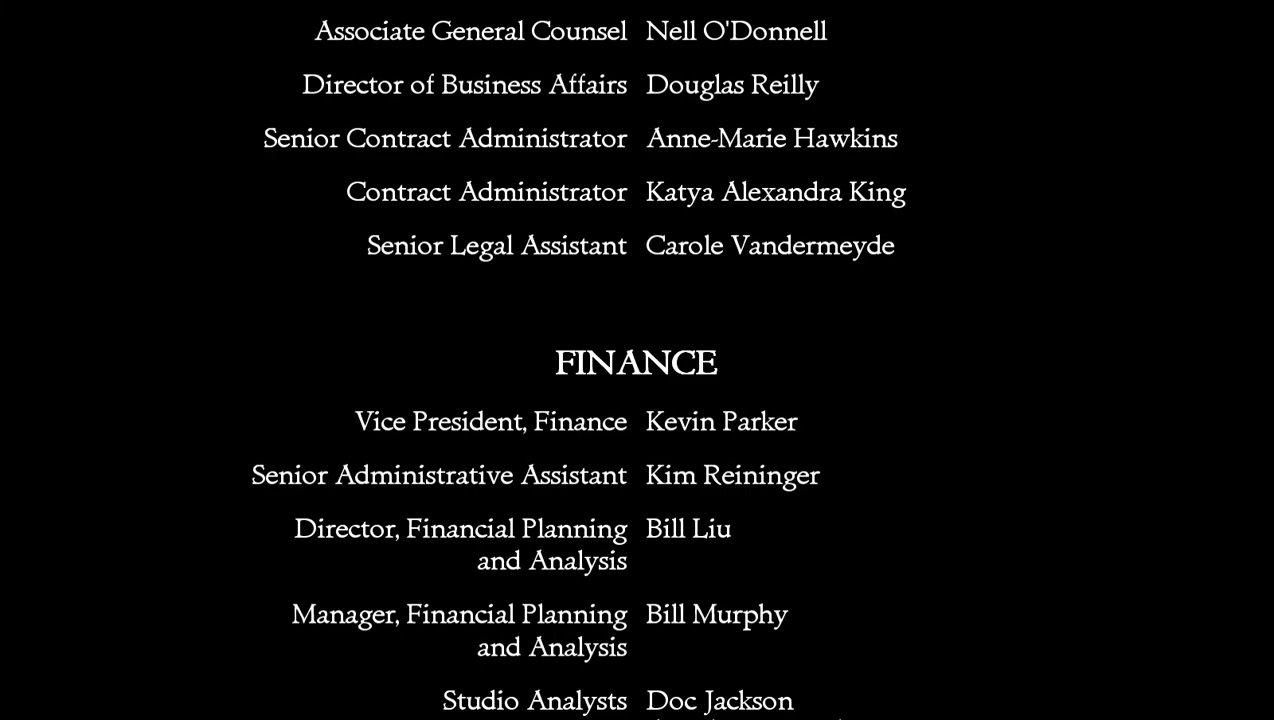 Associate General Counsel Nell O'Donnell
Director of Business Affairs Douglas Reilly
Senior Contract Administrator Anne-Marie Hawkins
Contract Administrator Katya Alexandra King
Senior Legal Assistant Carole Vandermeyde
FINANCE
Vice President, Finance Kevin Parker
Senior Administrative Assistant Kim Reininger
Director, Financial Planning Bill Liu
and Analysis
Manager, Financial Planning Bill Murphy
and Analysis
Studio Analysts Doc Jackson